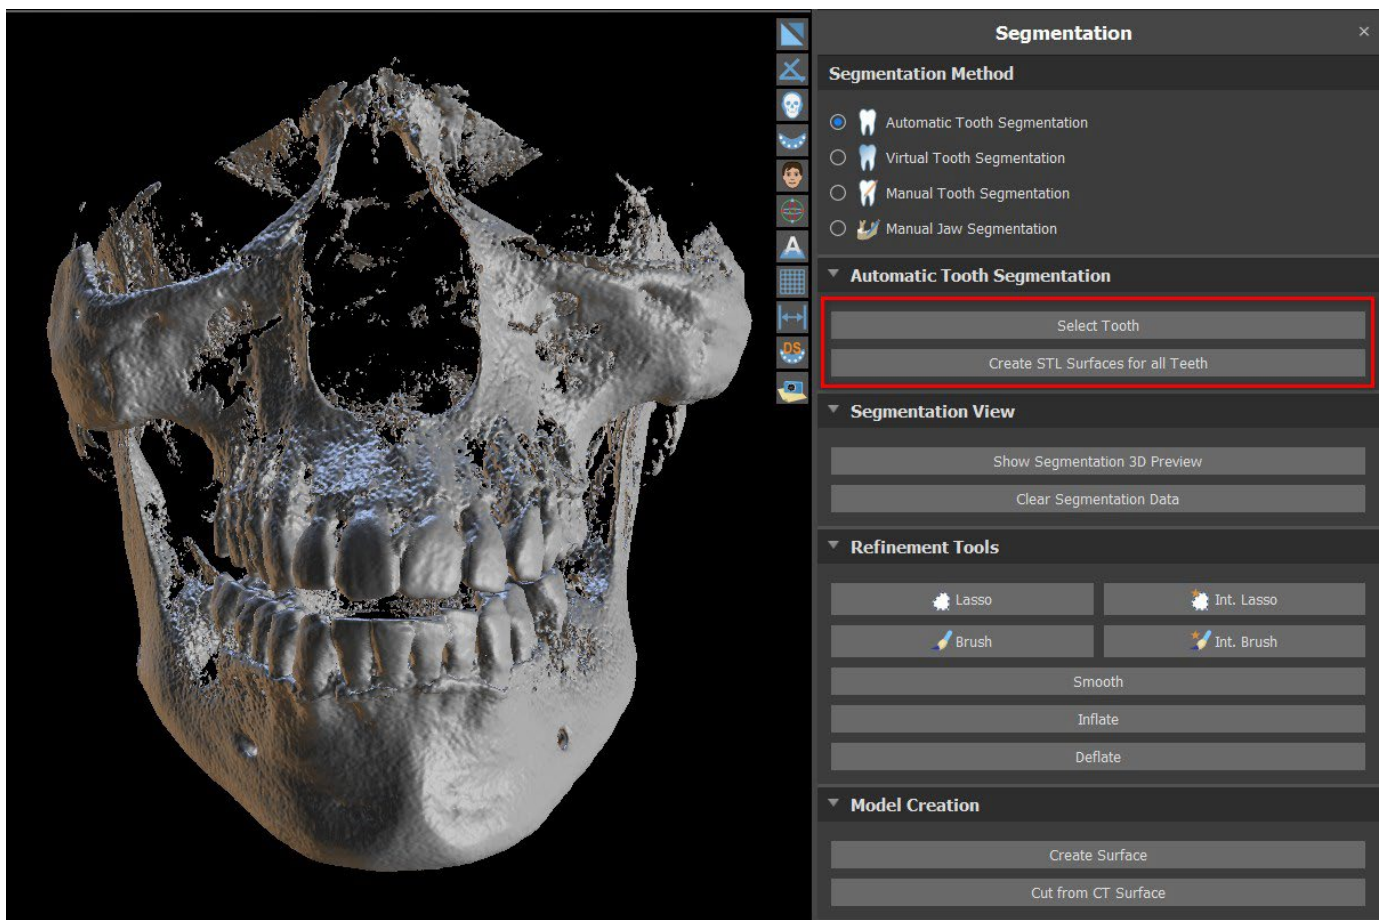 Segmentation
Segmentation Method
Automatic Tooth Segmentation
Virtual Tooth Segmentation
Manual Tooth Segmentation
Manual Jaw Segmentation
Automatic Tooth Segmentation
Select Tooth
Create STL Surfaces for all Teeth
Segmentation View
Show Segmentation 3D Preview
Clear Segmentation Data
Refinement Tools
Lasso
Int. Lasso
Brush
Int. Brush
Smooth
Inflate
Deflate
Model Creation
Create Surface
Cut from CT Surface
A
DS